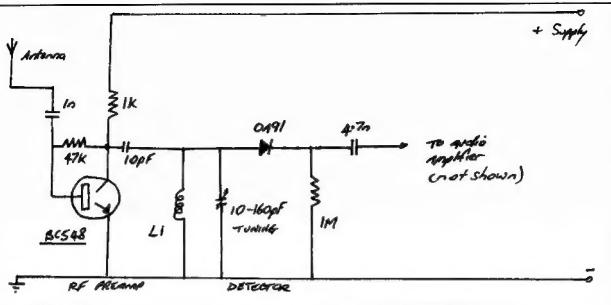 + Supply
Antenna
1n
1K
47K
10pF
OA91
4.7n
To audio
amplifier
(not shown)
BC548
L1
10-160pF
TUNING
1M
RF PREAMP
DETECTOR
-